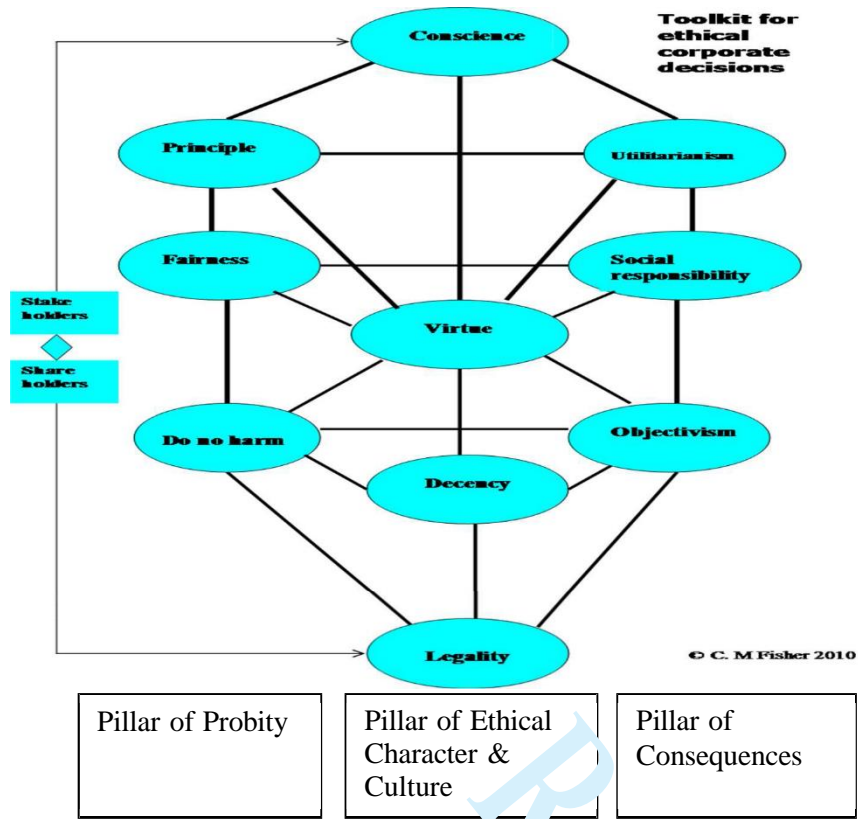 Conscience
Toolkit for
ethical
corporate
decisions
Principle
Utilitarianism
Fairness
Social
responsibility
Stake
holders
Virtue
Share
holders
Do no harm
Objectivism
Decency
Legality
© C. M Fisher 2010
Pillar of Probity
Pillar of Ethical
Character &
Culture
Pillar of
Consequences
R